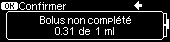 OK Confirmer
Bolus non complété
0.31 de 1 ml